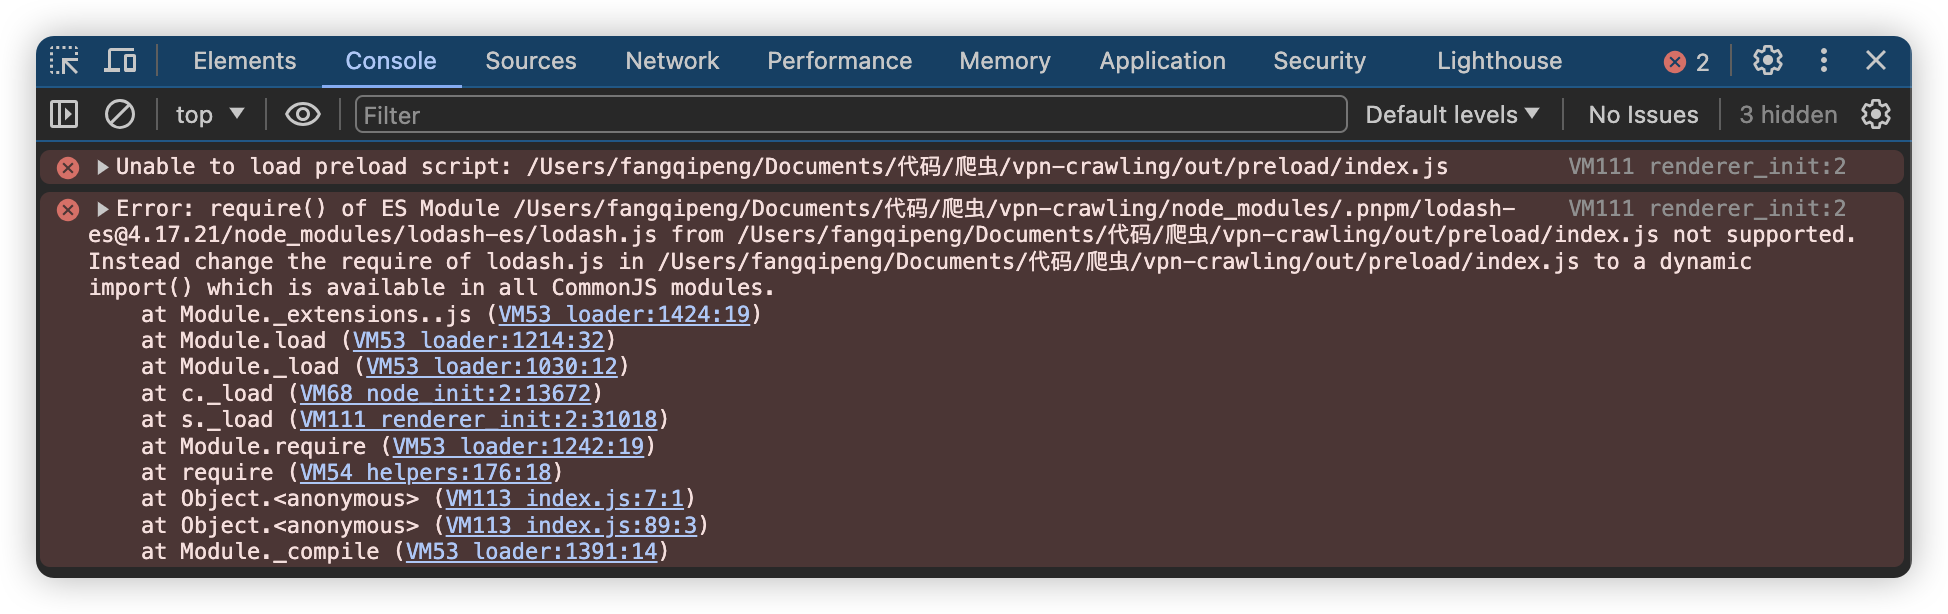 Elements Console Sources Network Performance Memory Application Security Lighthouse 2
top Filter Default levels No Issues 3 hidden
Unable to load preload script: /Users/fangqipeng/Documents/代码/爬虫/vpn-crawling/out/preload/index.js VM111 renderer_init:2
Error: require() of ES Module /Users/fangqipeng/Documents/代码/爬虫/vpn-crawling/node_modules/.pnpm/lodash- VM111 renderer_init:2
es@4.17.21/node_modules/lodash-es/lodash.js from /Users/fangqipeng/Documents/代码/爬虫/vpn-crawling/out/preload/index.js not supported.
Instead change the require of lodash.js in /Users/fangqipeng/Documents/代码/爬虫/vpn-crawling/out/preload/index.js to a dynamic
import() which is available in all CommonJS modules.
at Module._extensions..js (VM53 loader:1424:19)
at Module.load (VM53 loader:1214:32)
at Module._load (VM53 loader:1030:12)
at c._load (VM68 node_init:2:13672)
at s._load (VM111 renderer_init:2:31018)
at Module.require (VM53 loader:1242:19)
at require (VM54 helpers:176:18)
at Object.<anonymous> (VM113 index.js:7:1)
at Object.<anonymous> (VM113 index.js:89:3)
at Module._compile (VM53 loader:1391:14)